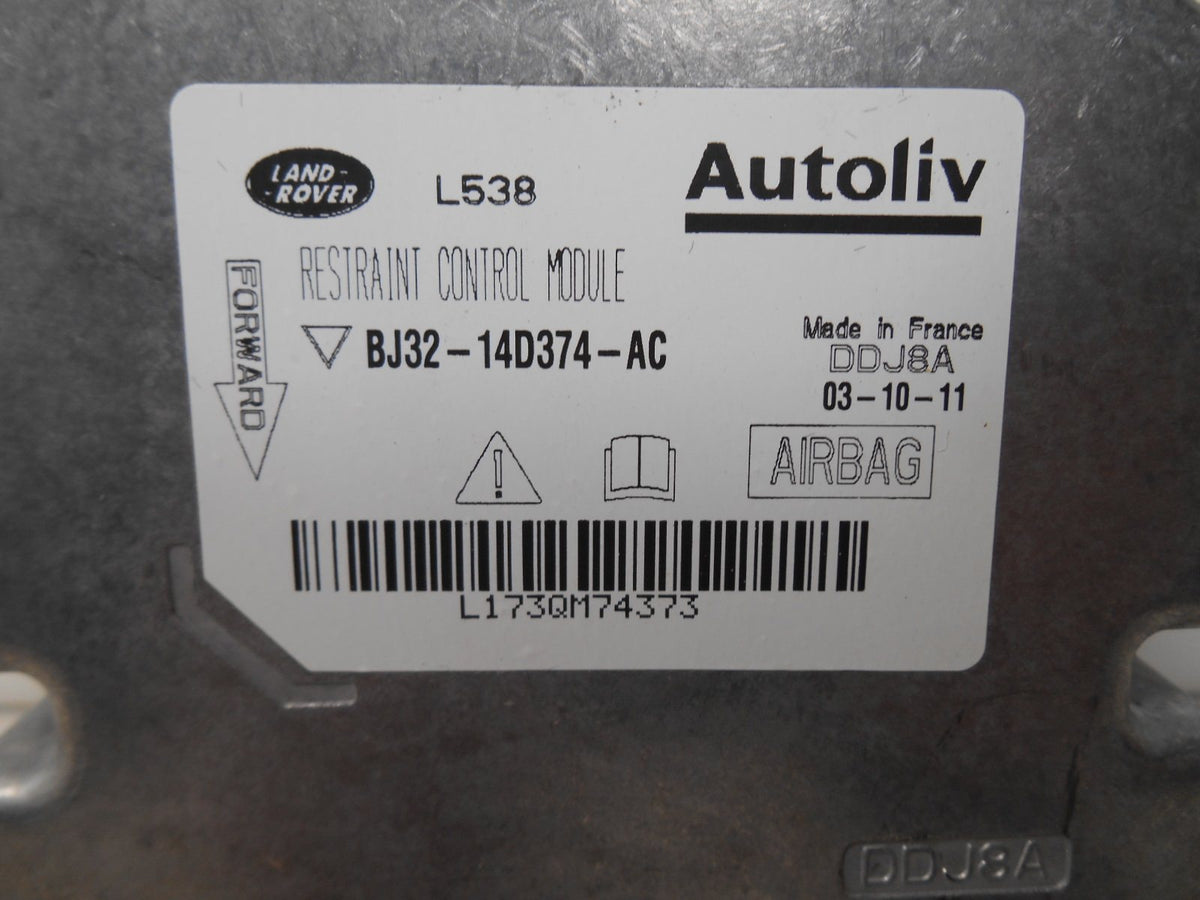 LAND-
-ROVER
L538
Autoliv
RESTRAINT CONTROL MODULE
FORWARD
BJ32-14D374-AC
Made in France
DDJ8A
03-10-11
AIRBAG
L173QM74373
DDJ8A